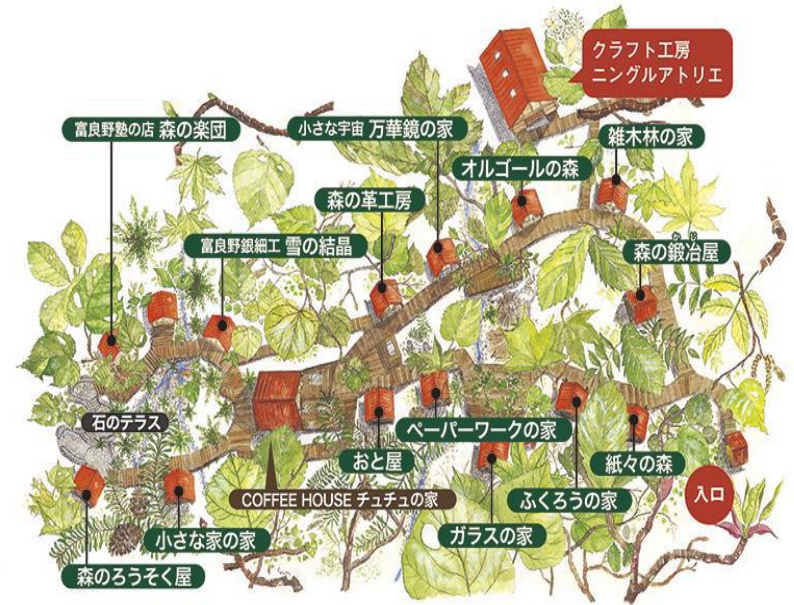 クラフト工房
ニングルアトリエ
富良野塾の店 森の楽団
小さな宇宙 万華鏡の家
雑木林の家
オルゴールの森
森の革工房
富良野銀細工 雪の結晶
かじ
森の鍛冶屋
石のテラス
ペーパーワークの家
おと屋
紙々の森
COFFEE HOUSE チュチュの家
ふくろうの家
入口
小さな家の家
ガラスの家
森のろうそく屋